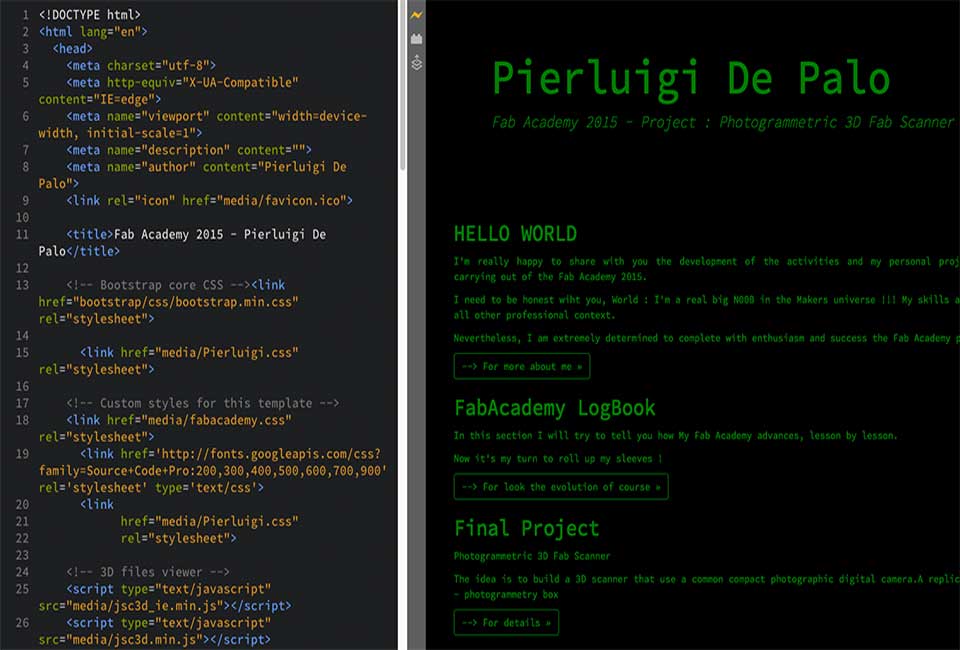 1 <!DOCTYPE html>
2 <html lang="en">
3 <head>
4 <meta charset="utf-8">
5 <meta http-equiv="X-UA-Compatible"
content="IE=edge">
6 <meta name="viewport" content="width=device-
width, initial-scale=1">
7 <meta name="description" content="">
8 <meta name="author" content="Pierluigi De
Palo">
9 <link rel="icon" href="media/favicon.ico">
10
11 <title>Fab Academy 2015 - Pierluigi De
Palo</title>
12
13 <!-- Bootstrap core CSS --><link
href="bootstrap/css/bootstrap.min.css"
rel="stylesheet">
14
15 <link href="media/Pierluigi.css"
rel="stylesheet">
16
17 <!-- Custom styles for this template -->
18 <link href="media/fabacademy.css"
rel="stylesheet">
19 <link href='http://fonts.googleapis.com/css?
family=Source+Code+Pro:200,300,400,500,600,700,900'
rel='stylesheet' type='text/css'>
20 <link
21 href="media/Pierluigi.css"
22 rel="stylesheet">
23
24 <!-- 3D files viewer -->
25 <script type="text/javascript"
src="media/jsc3d_ie.min.js"></script>
26 <script type="text/javascript"
src="media/jsc3d.min.js"></script>
Pierluigi De Palo
Fab Academy 2015 - Project : Photogrammetric 3D Fab Scanner
HELLO WORLD
I'm really happy to share with you the development of the activities and my personal proj
carrying out of the Fab Academy 2015.
I need to be honest wiht you, World : I'm a real big N00B in the Makers universe !!! My skills a
all other professional context.
Nevertheless, I am extremely determined to complete with enthusiasm and success the Fab Academy p
--> For more about me »
FabAcademy LogBook
In this section I will try to tell you how My Fab Academy advances, lesson by lesson.
Now it's my turn to roll up my sleeves !
--> For look the evolution of course »
Final Project
Photogrammetric 3D Fab Scanner
The idea is to build a 3D scanner that use a common compact photographic digital camera.A replic
- photogrammetry box
--> For details »